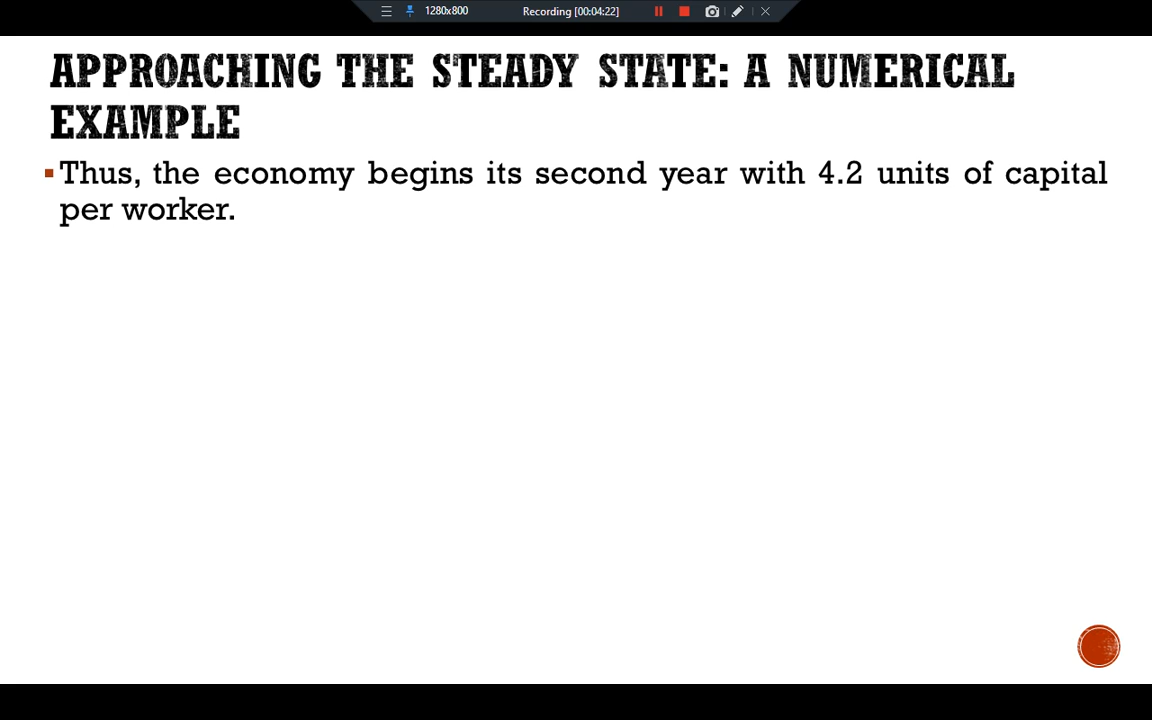 1280x800 Recording [00:04:22]
APPROACHING THE STEADY STATE: A NUMERICAL
EXAMPLE
▪Thus, the economy begins its second year with 4.2 units of capital
per worker.